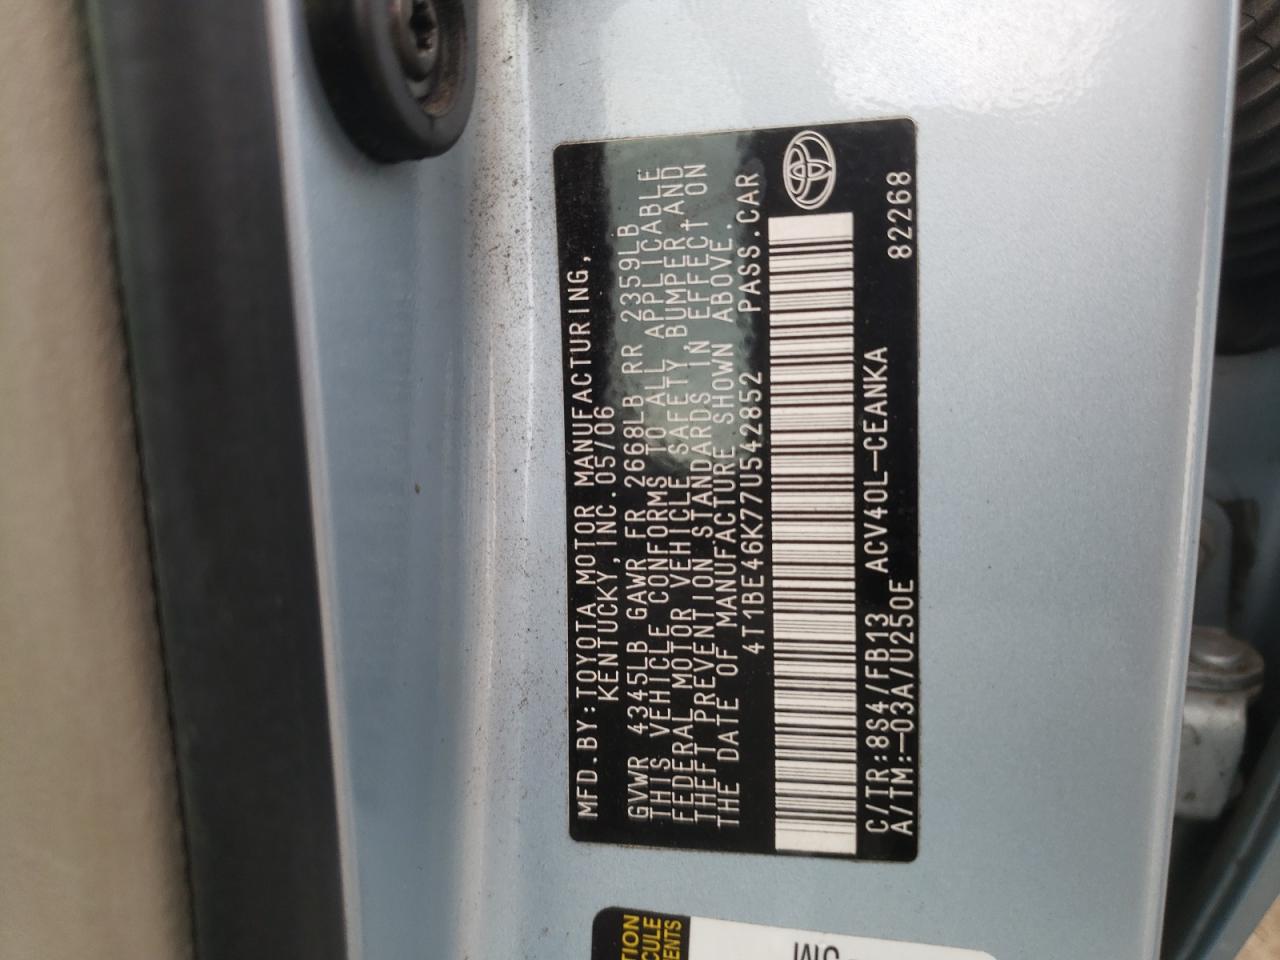 MFD.BY:TOYOTA MOTOR MANUFACTURING,
KENTUCKY,INC.05/06
GVWR 4345LB GAWR FR 2668LB RR 2359LB
THIS VEHICLE CONFORMS TO ALL APPLICABLE
FEDERAL MOTOR VEHICLE SAFETY,BUMPER,AND
THEFT PREVENTION STANDARDS IN EFFECT ON
THE DATE OF MANUFACTURE SHOWN ABOVE.
4T1BE46K77U542852 PASS.CAR
C/TR:8S4/FB13 ACV40L-CEANKA
A/TM:-03A/U250E 82268